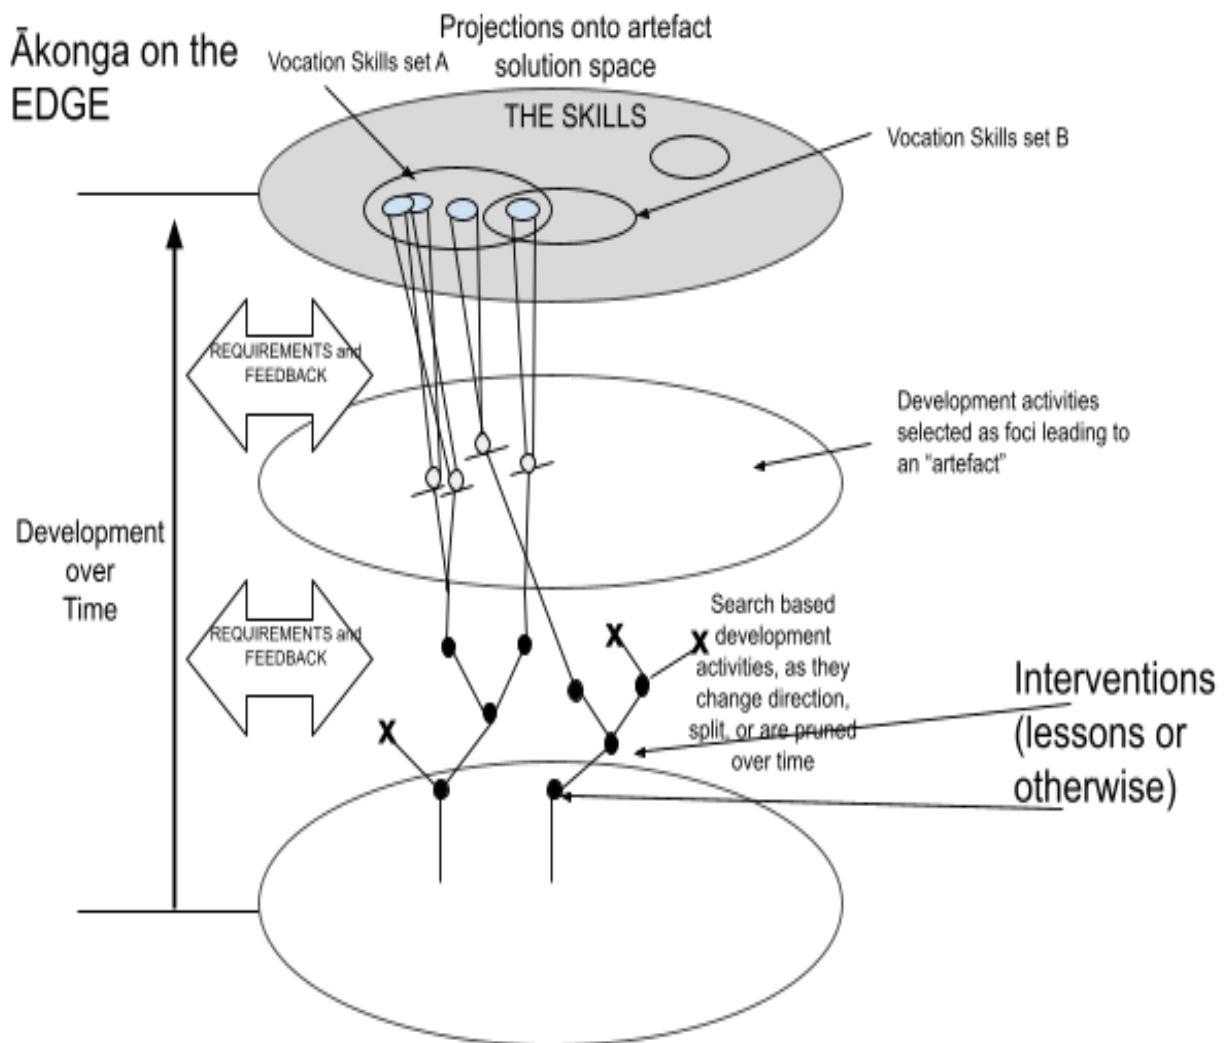 Ākonga on the
EDGE
Projections onto artefact
solution space
Vocation Skills set A
THE SKILLS
Vocation Skills set B
REQUIREMENTS and
FEEDBACK
Development activities
selected as foci leading to
an “artefact”
Development
over
Time
REQUIREMENTS and
FEEDBACK
X
X
X
Search based
development
activities, as they
change direction,
split, or are pruned
over time
Interventions
(lessons or
otherwise)